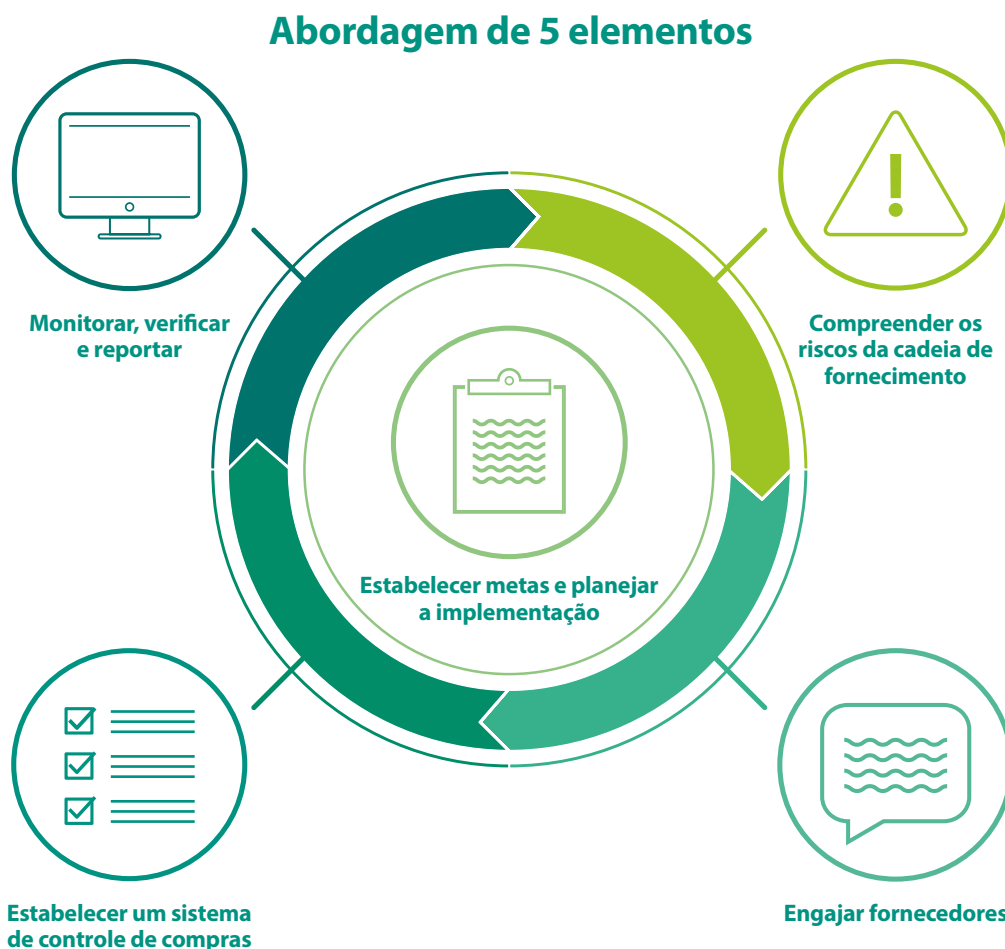 Abordagem de 5 elementos
Monitorar, verificar
e reportar
Compreender os
riscos da cadeia de
fornecimento
Estabelecer metas e planejar
a implementação
Estabelecer um sistema
de controle de compras
Engajar fornecedores